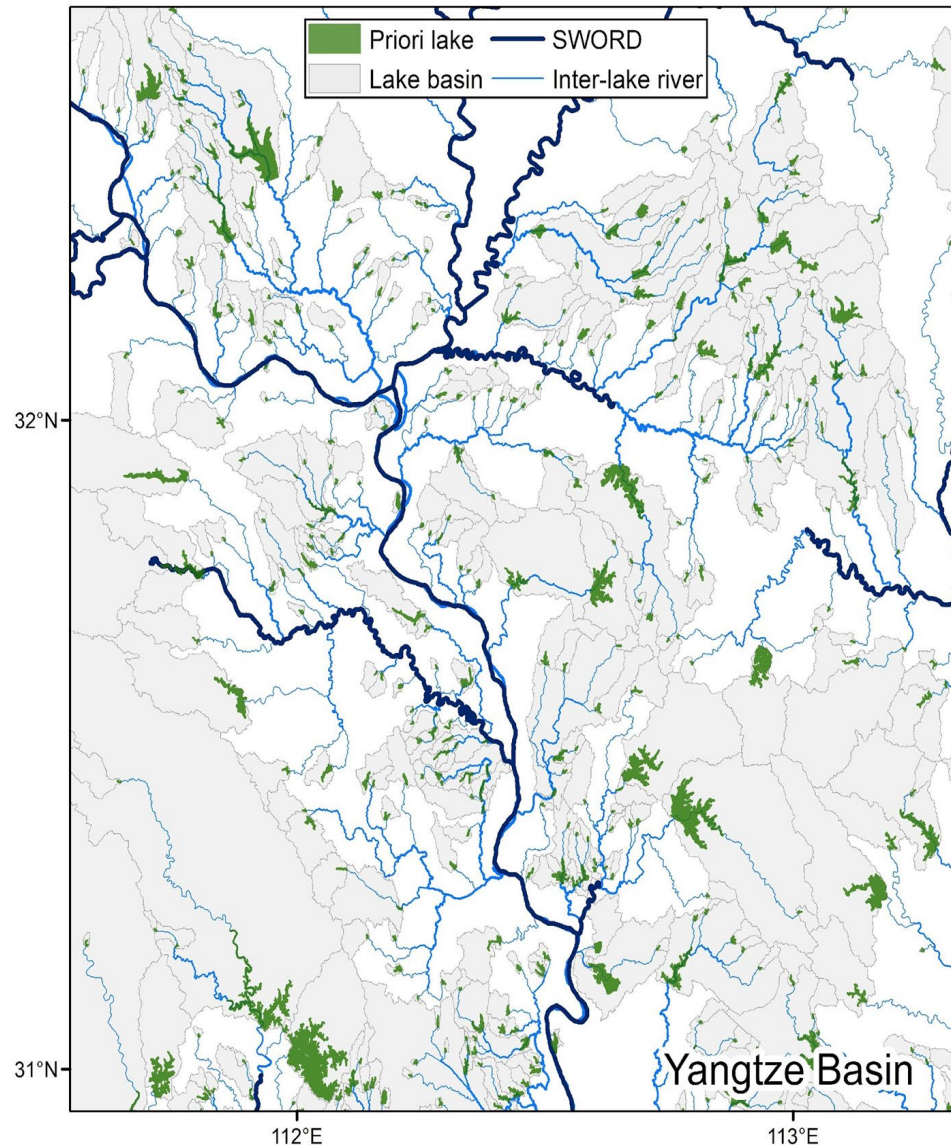 Priori lake
SWORD
Lake basin
Inter-lake river
32°N
31°N
Yangtze Basin
112°E
113°E